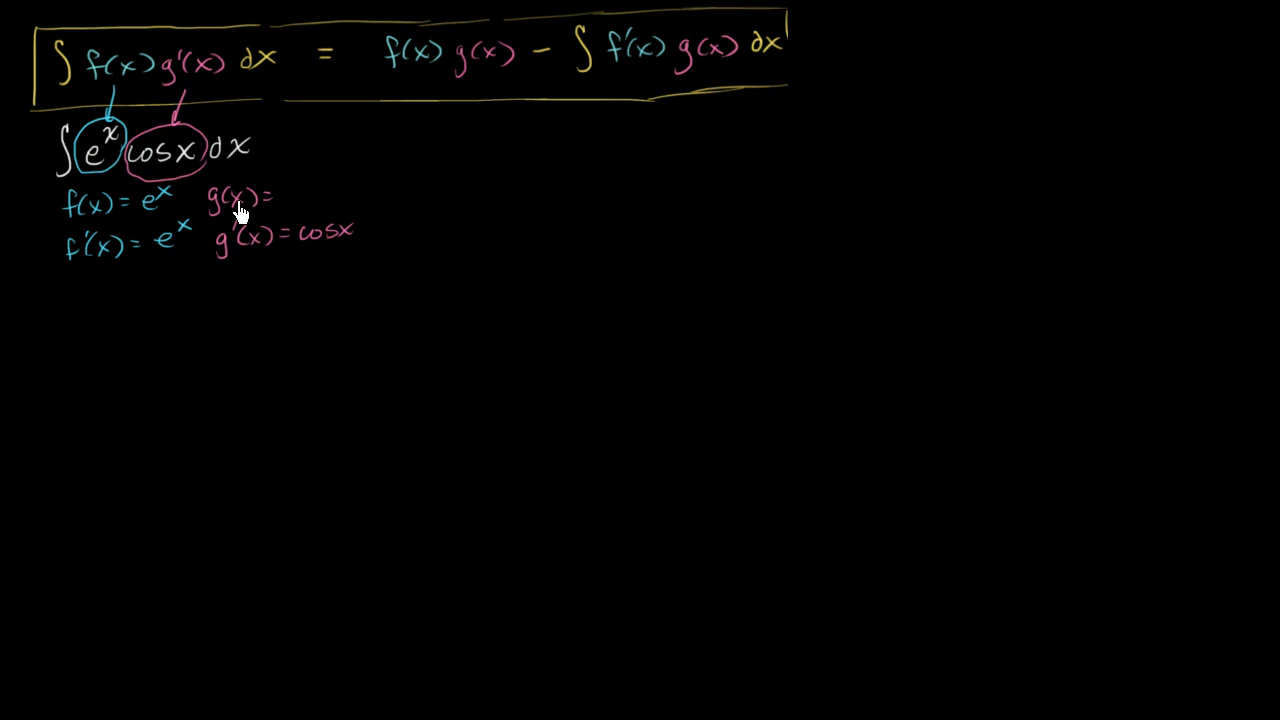 ∫ f(x) g'(x) dx = f(x) g(x) - ∫ f'(x) g(x) dx
∫ e^x cos x dx
f(x) = e^x g(x) =
f'(x) = e^x g'(x) = cos x